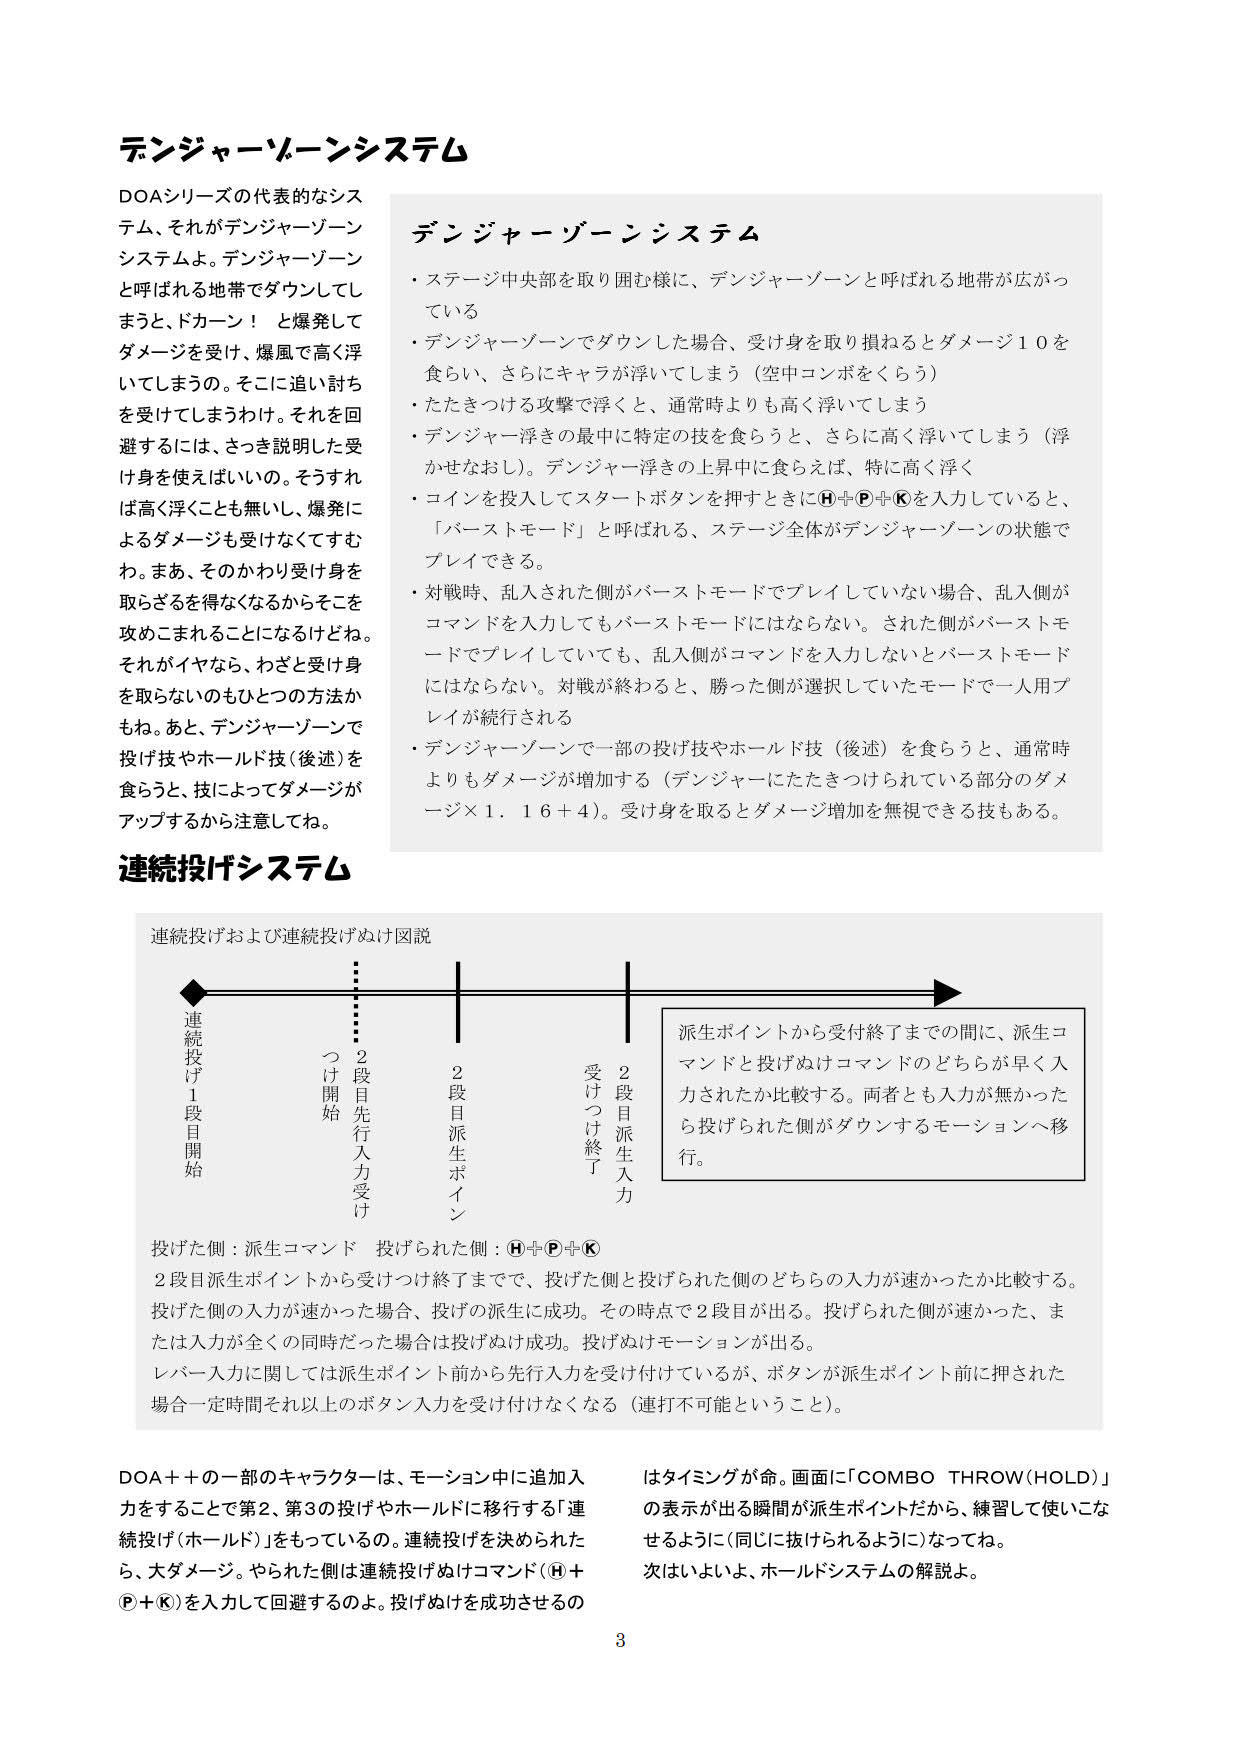 デンジャーゾーンシステム
DOAシリーズの代表的なシス
テム、それがデンジャーゾーン
システムよ。デンジャーゾーン
と呼ばれる地帯でダウンしてし
まうと、ドカーン！　と爆発して
ダメージを受け、爆風で高く浮
いてしまうの。そこに追い討ち
を受けてしまうわけ。それを回
避するには、さっき説明した受
け身を使えばいいの。そうすれ
ば高く浮くことも無いし、爆発に
よるダメージも受けなくてすむ
わ。まあ、そのかわり受け身を
取らざるを得なくなるからそこを
攻めこまれることになるけどね。
それがイヤなら、わざと受け身
を取らないのもひとつの方法か
もね。あと、デンジャーゾーンで
投げ技やホールド技（後述）を
食らうと、技によってダメージが
アップするから注意してね。
デンジャーゾーンシステム
・ステージ中央部を取り囲む様に、デンジャーゾーンと呼ばれる地帯が広がっ
ている
・デンジャーゾーンでダウンした場合、受け身を取り損ねるとダメージ１０を
食らい、さらにキャラが浮いてしまう（空中コンボをくらう）
・たたきつける攻撃で浮くと、通常時よりも高く浮いてしまう
・デンジャー浮きの最中に特定の技を食らうと、さらに高く浮いてしまう（浮
かせなおし）。デンジャー浮きの上昇中に食らえば、特に高く浮く
・コインを投入してスタートボタンを押すときにⒽ＋Ⓟ＋Ⓚを入力していると、
「バーストモード」と呼ばれる、ステージ全体がデンジャーゾーンの状態で
プレイできる。
・対戦時、乱入された側がバーストモードでプレイしていない場合、乱入側が
コマンドを入力してもバーストモードにはならない。された側がバーストモ
ードでプレイしていても、乱入側がコマンドを入力しないとバーストモード
にはならない。対戦が終わると、勝った側が選択していたモードで一人用プ
レイが続行される
・デンジャーゾーンで一部の投げ技やホールド技（後述）を食らうと、通常時
よりもダメージが増加する（デンジャーにたたきつけられている部分のダメ
ージ×１．１６＋４）。受け身を取るとダメージ増加を無視できる技もある。
連続投げシステム
連続投げおよび連続投げぬけ図説
連続投げ１段目開始
２段目先行入力受け
つけ開始
２段目派生ポイン
２段目派生入力
受けつけ終了
派生ポイントから受付終了までの間に、派生コ
マンドと投げぬけコマンドのどちらが早く入
力されたか比較する。両者とも入力が無かった
ら投げられた側がダウンするモーションへ移
行。
投げた側：派生コマンド　投げられた側：Ⓗ＋Ⓟ＋Ⓚ
２段目派生ポイントから受けつけ終了までで、投げた側と投げられた側のどちらの入力が速かったか比較する。
投げた側の入力が速かった場合、投げの派生に成功。その時点で２段目が出る。投げられた側が速かった、ま
たは入力が全くの同時だった場合は投げぬけ成功。投げぬけモーションが出る。
レバー入力に関しては派生ポイント前から先行入力を受け付けているが、ボタンが派生ポイント前に押された
場合一定時間それ以上のボタン入力を受け付けなくなる（連打不可能ということ）。
DOA＋＋の一部のキャラクターは、モーション中に追加入
力をすることで第２、第３の投げやホールドに移行する「連
続投げ（ホールド）」をもっているの。連続投げを決められた
ら、大ダメージ。やられた側は連続投げぬけコマンド（Ⓗ＋
Ⓟ＋Ⓚ）を入力して回避するのよ。投げぬけを成功させるの
はタイミングが命。画面に「COMBO　THROW（HOLD）」
の表示が出る瞬間が派生ポイントだから、練習して使いこな
せるように（同じに抜けられるように）なってね。
次はいよいよ、ホールドシステムの解説よ。
3